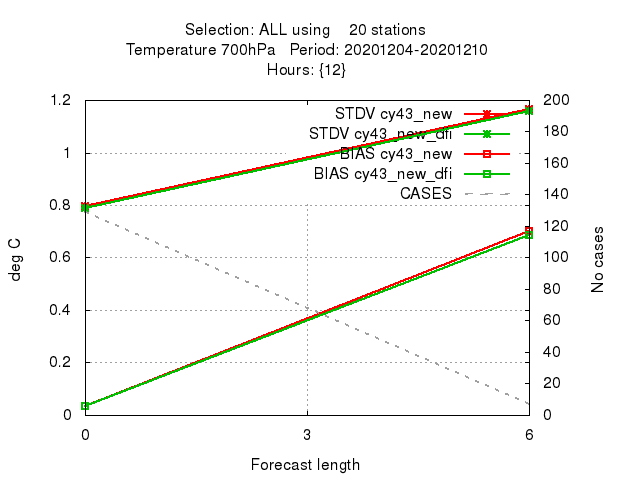 Selection: ALL using 20 stations
Temperature 700hPa Period: 20201204-20201210
Hours: {12}
STDV cy43_new
STDV cy43_new_dfi
BIAS cy43_new
BIAS cy43_new_dfi
CASES
1.2
1
0.8
0.6
0.4
0.2
0
deg C
200
180
160
140
120
100
80
60
40
20
0
No cases
0 3 6
Forecast length